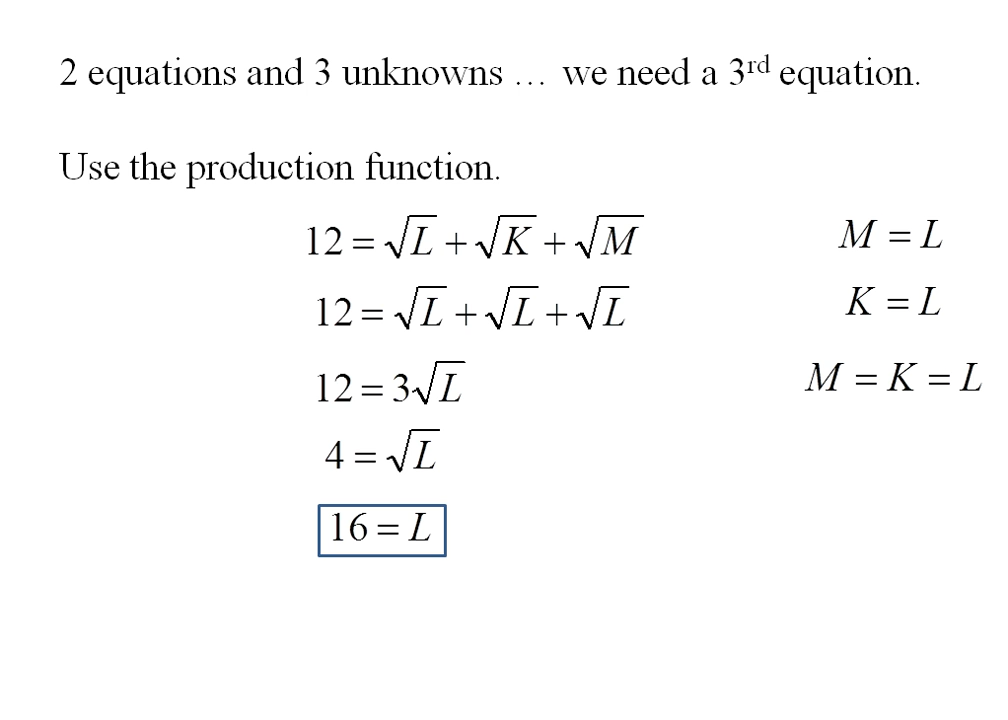 2 equations and 3 unknowns … we need a 3rd equation.
Use the production function.
12 = √L + √K + √M
M = L
12 = √L + √L + √L
K = L
12 = 3√L
M = K = L
4 = √L
16 = L